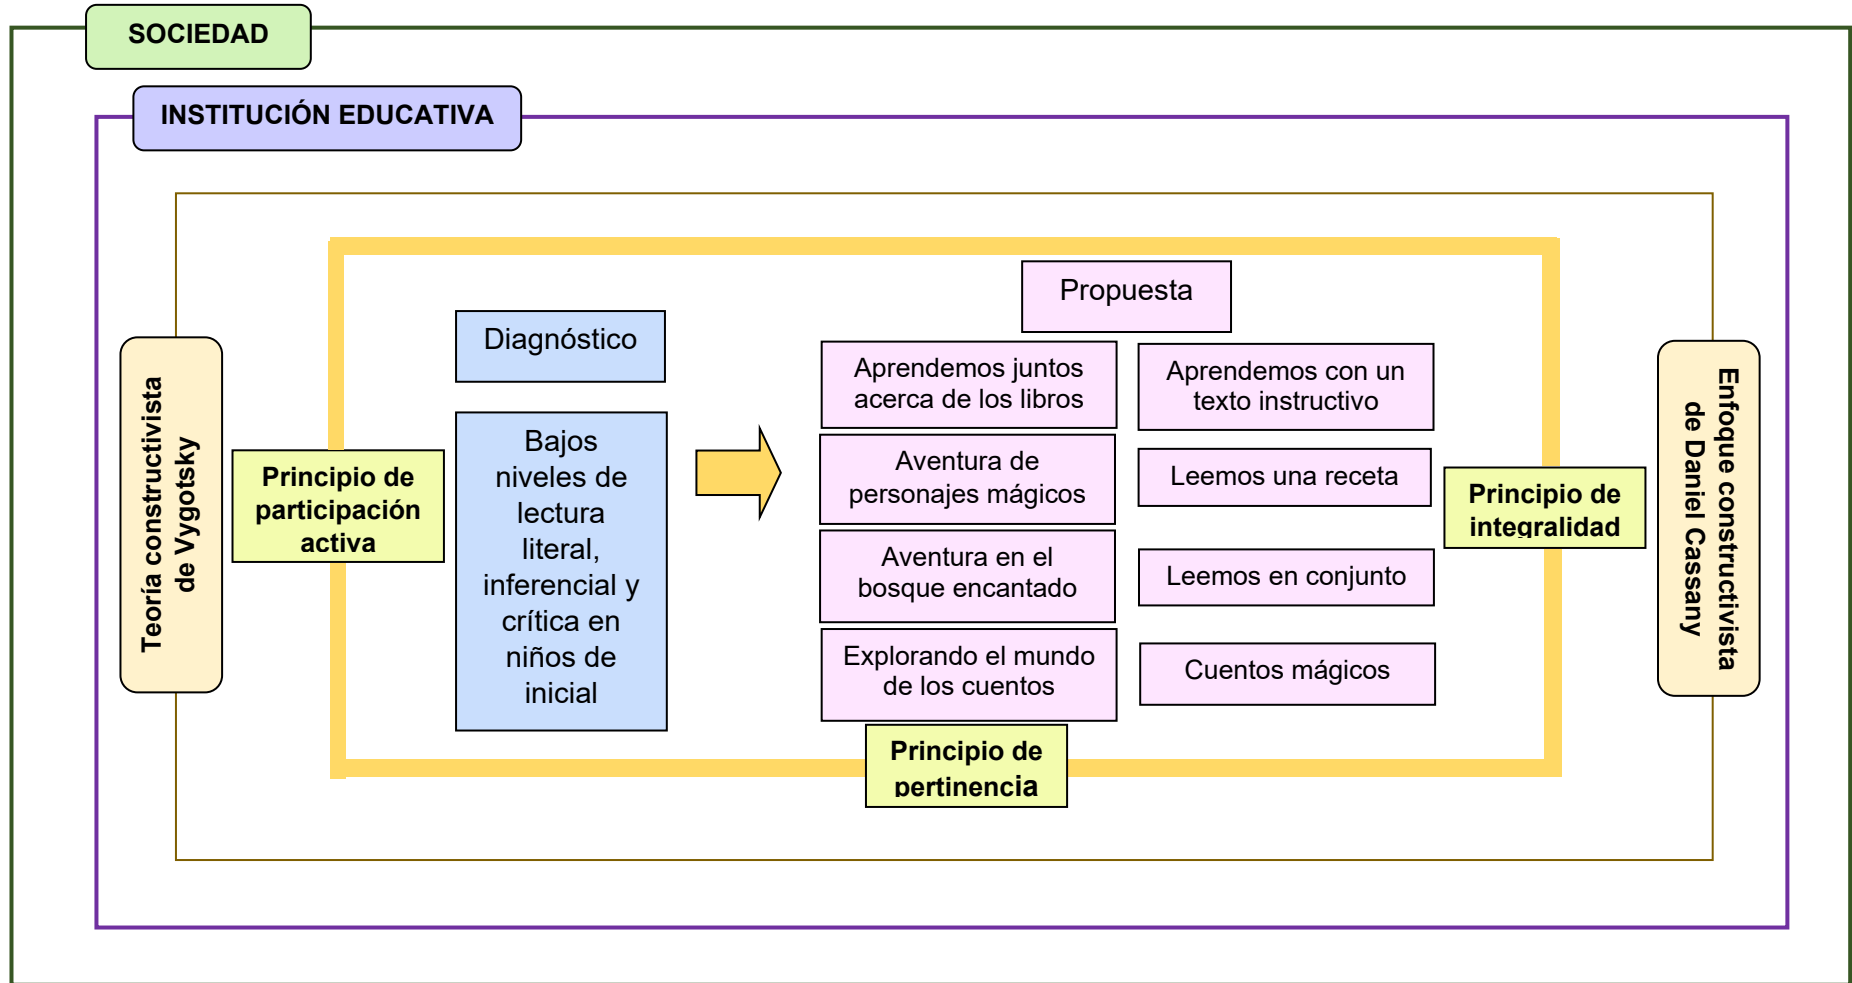 SOCIEDAD
INSTITUCIÓN EDUCATIVA
Teoría constructivista
de Vygotsky
Principio de
participación
activa
Diagnóstico
Bajos
niveles de
lectura
literal,
inferencial y
crítica en
niños de
inicial
Propuesta
Aprendemos juntos
acerca de los libros
Aprendemos con un
texto instructivo
Aventura de
personajes mágicos
Leemos una receta
Aventura en el
bosque encantado
Leemos en conjunto
Explorando el mundo
de los cuentos
Cuentos mágicos
Principio de
pertinencia
Principio de
integralidad
Enfoque constructivista
de Daniel Cassany